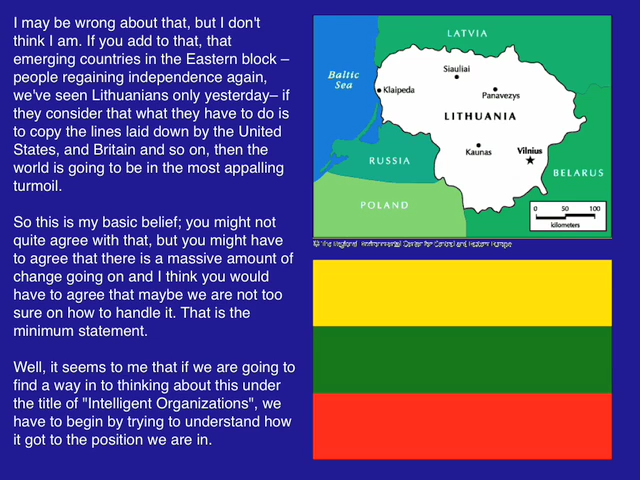 I may be wrong about that, but I don't
think I am. If you add to that, that
emerging countries in the Eastern block –
people regaining independence again,
we've seen Lithuanians only yesterday– if
they consider that what they have to do is
to copy the lines laid down by the United
States, and Britain and so on, then the
world is going to be in the most appalling
turmoil.
So this is my basic belief; you might not
quite agree with that, but you might have
to agree that there is a massive amount of
change going on and I think you would
have to agree that maybe we are not too
sure on how to handle it. That is the
minimum statement.
Well, it seems to me that if we are going to
find a way in to thinking about this under
the title of "Intelligent Organizations", we
have to begin by trying to understand how
it got to the position we are in.
LATVIA
Baltic
Sea
Siauliai
Klaipeda
Panavezys
LITHUANIA
Kaunas
Vilnius
RUSSIA
BELARUS
POLAND
0 50 100
kilometers
© The Regional Environmental Center for Central and Eastern Europe